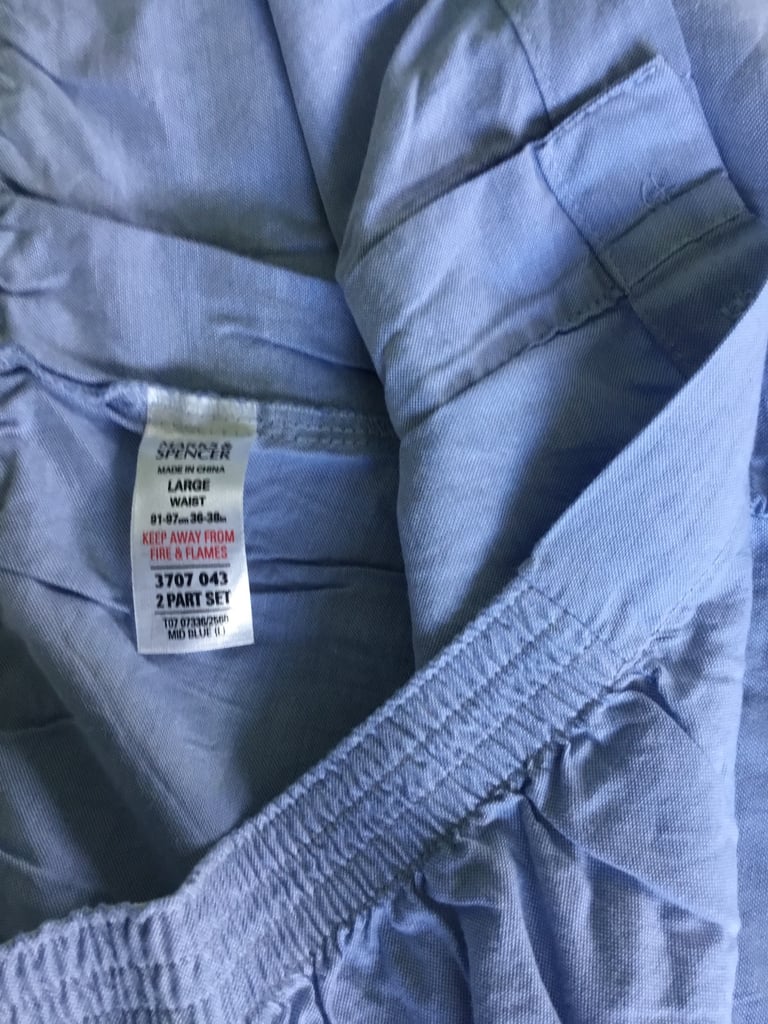 MARKS &
SPENCER
MADE IN CHINA
LARGE
WAIST
91-97cm 36-38in
KEEP AWAY FROM
FIRE & FLAMES
3707 043
2 PART SET
MID BLUE (L)